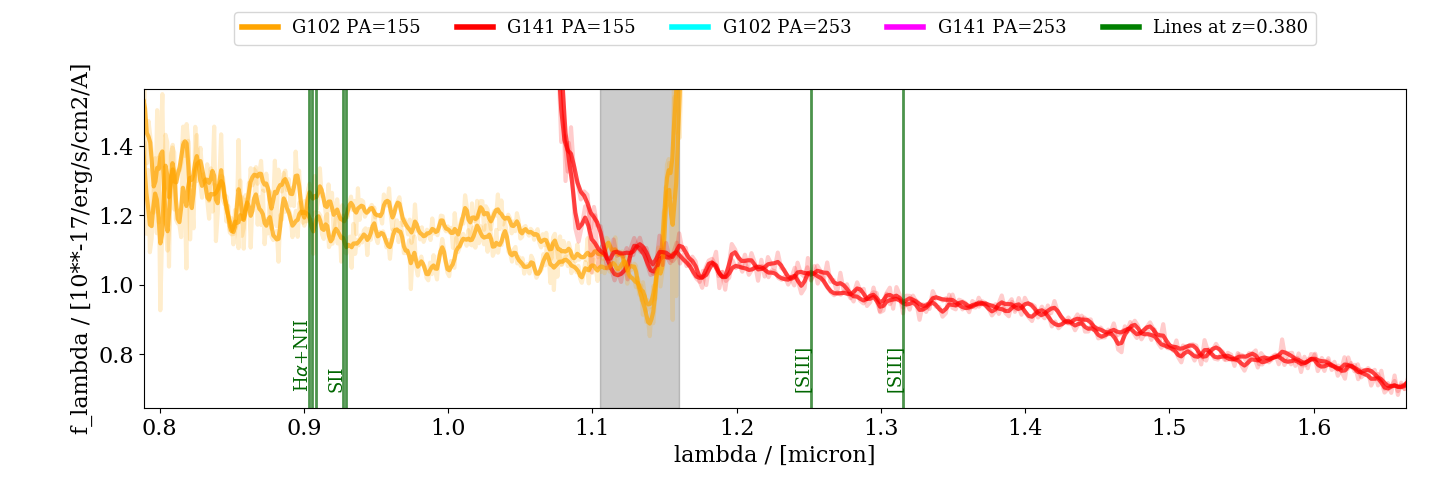 G102 PA=155 G141 PA=155 G102 PA=253 G141 PA=253 Lines at z=0.380
f_lambda / [10**-17/erg/s/cm2/A]
1.4
1.2
1.0
0.8
Hα+NII
SII
[SIII]
[SIII]
0.8 0.9 1.0 1.1 1.2 1.3 1.4 1.5 1.6
lambda / [micron]